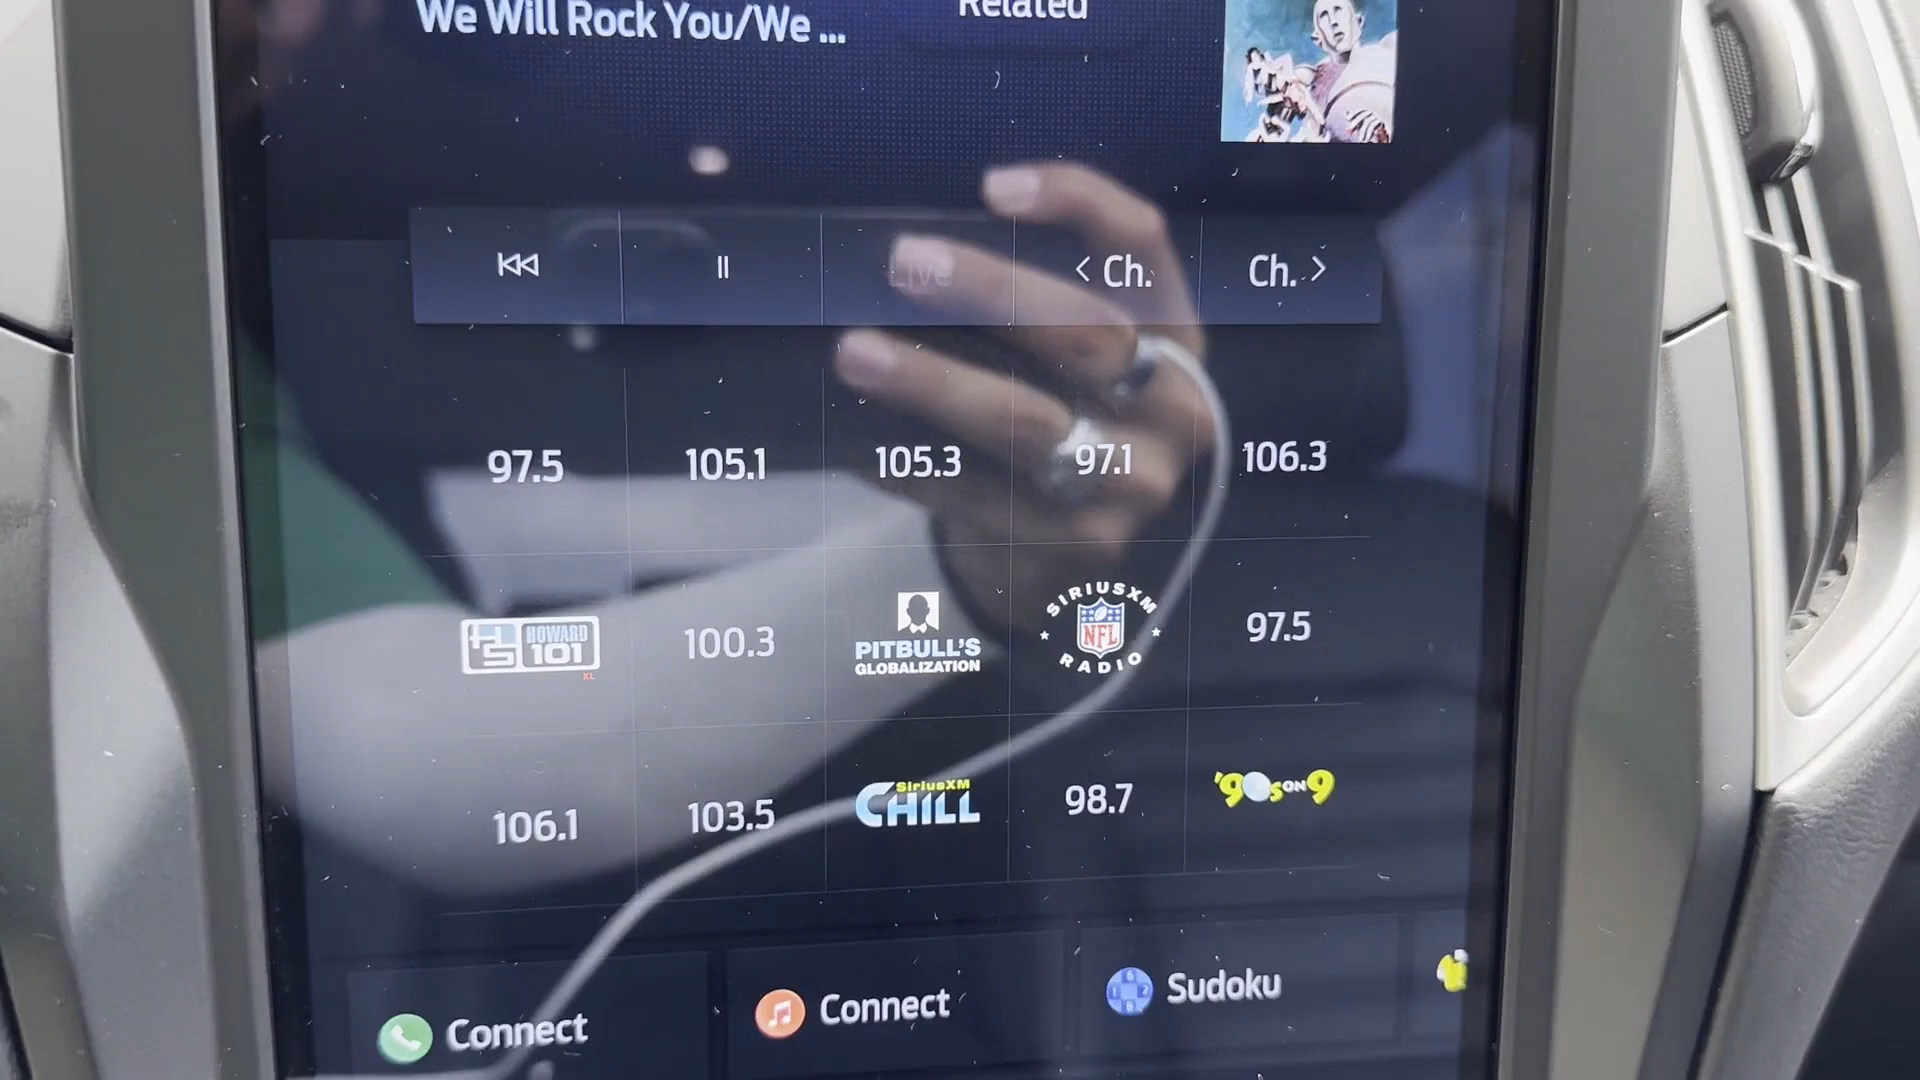 We Will Rock You/We ...
Related
Live
< Ch.
Ch. >
97.5
105.1
105.3
97.1
106.3
HOWARD
101
XL
100.3
PITBULL'S
GLOBALIZATION
SIRIUSXM
NFL
RADIO
97.5
106.1
103.5
SiriusXM
CHILL
98.7
'90s ON 9
Connect
Connect
Sudoku